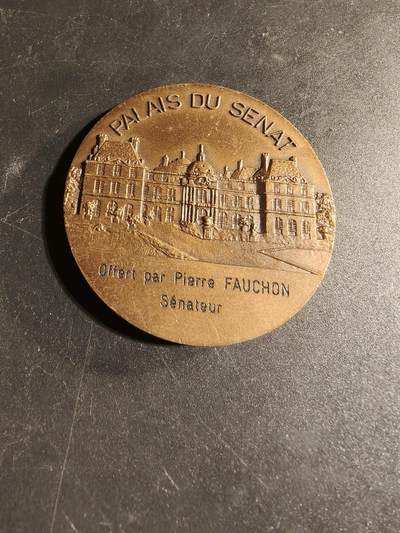 PALAIS DU SENAT
Offert par Pierre FAUCHON
Sénateur